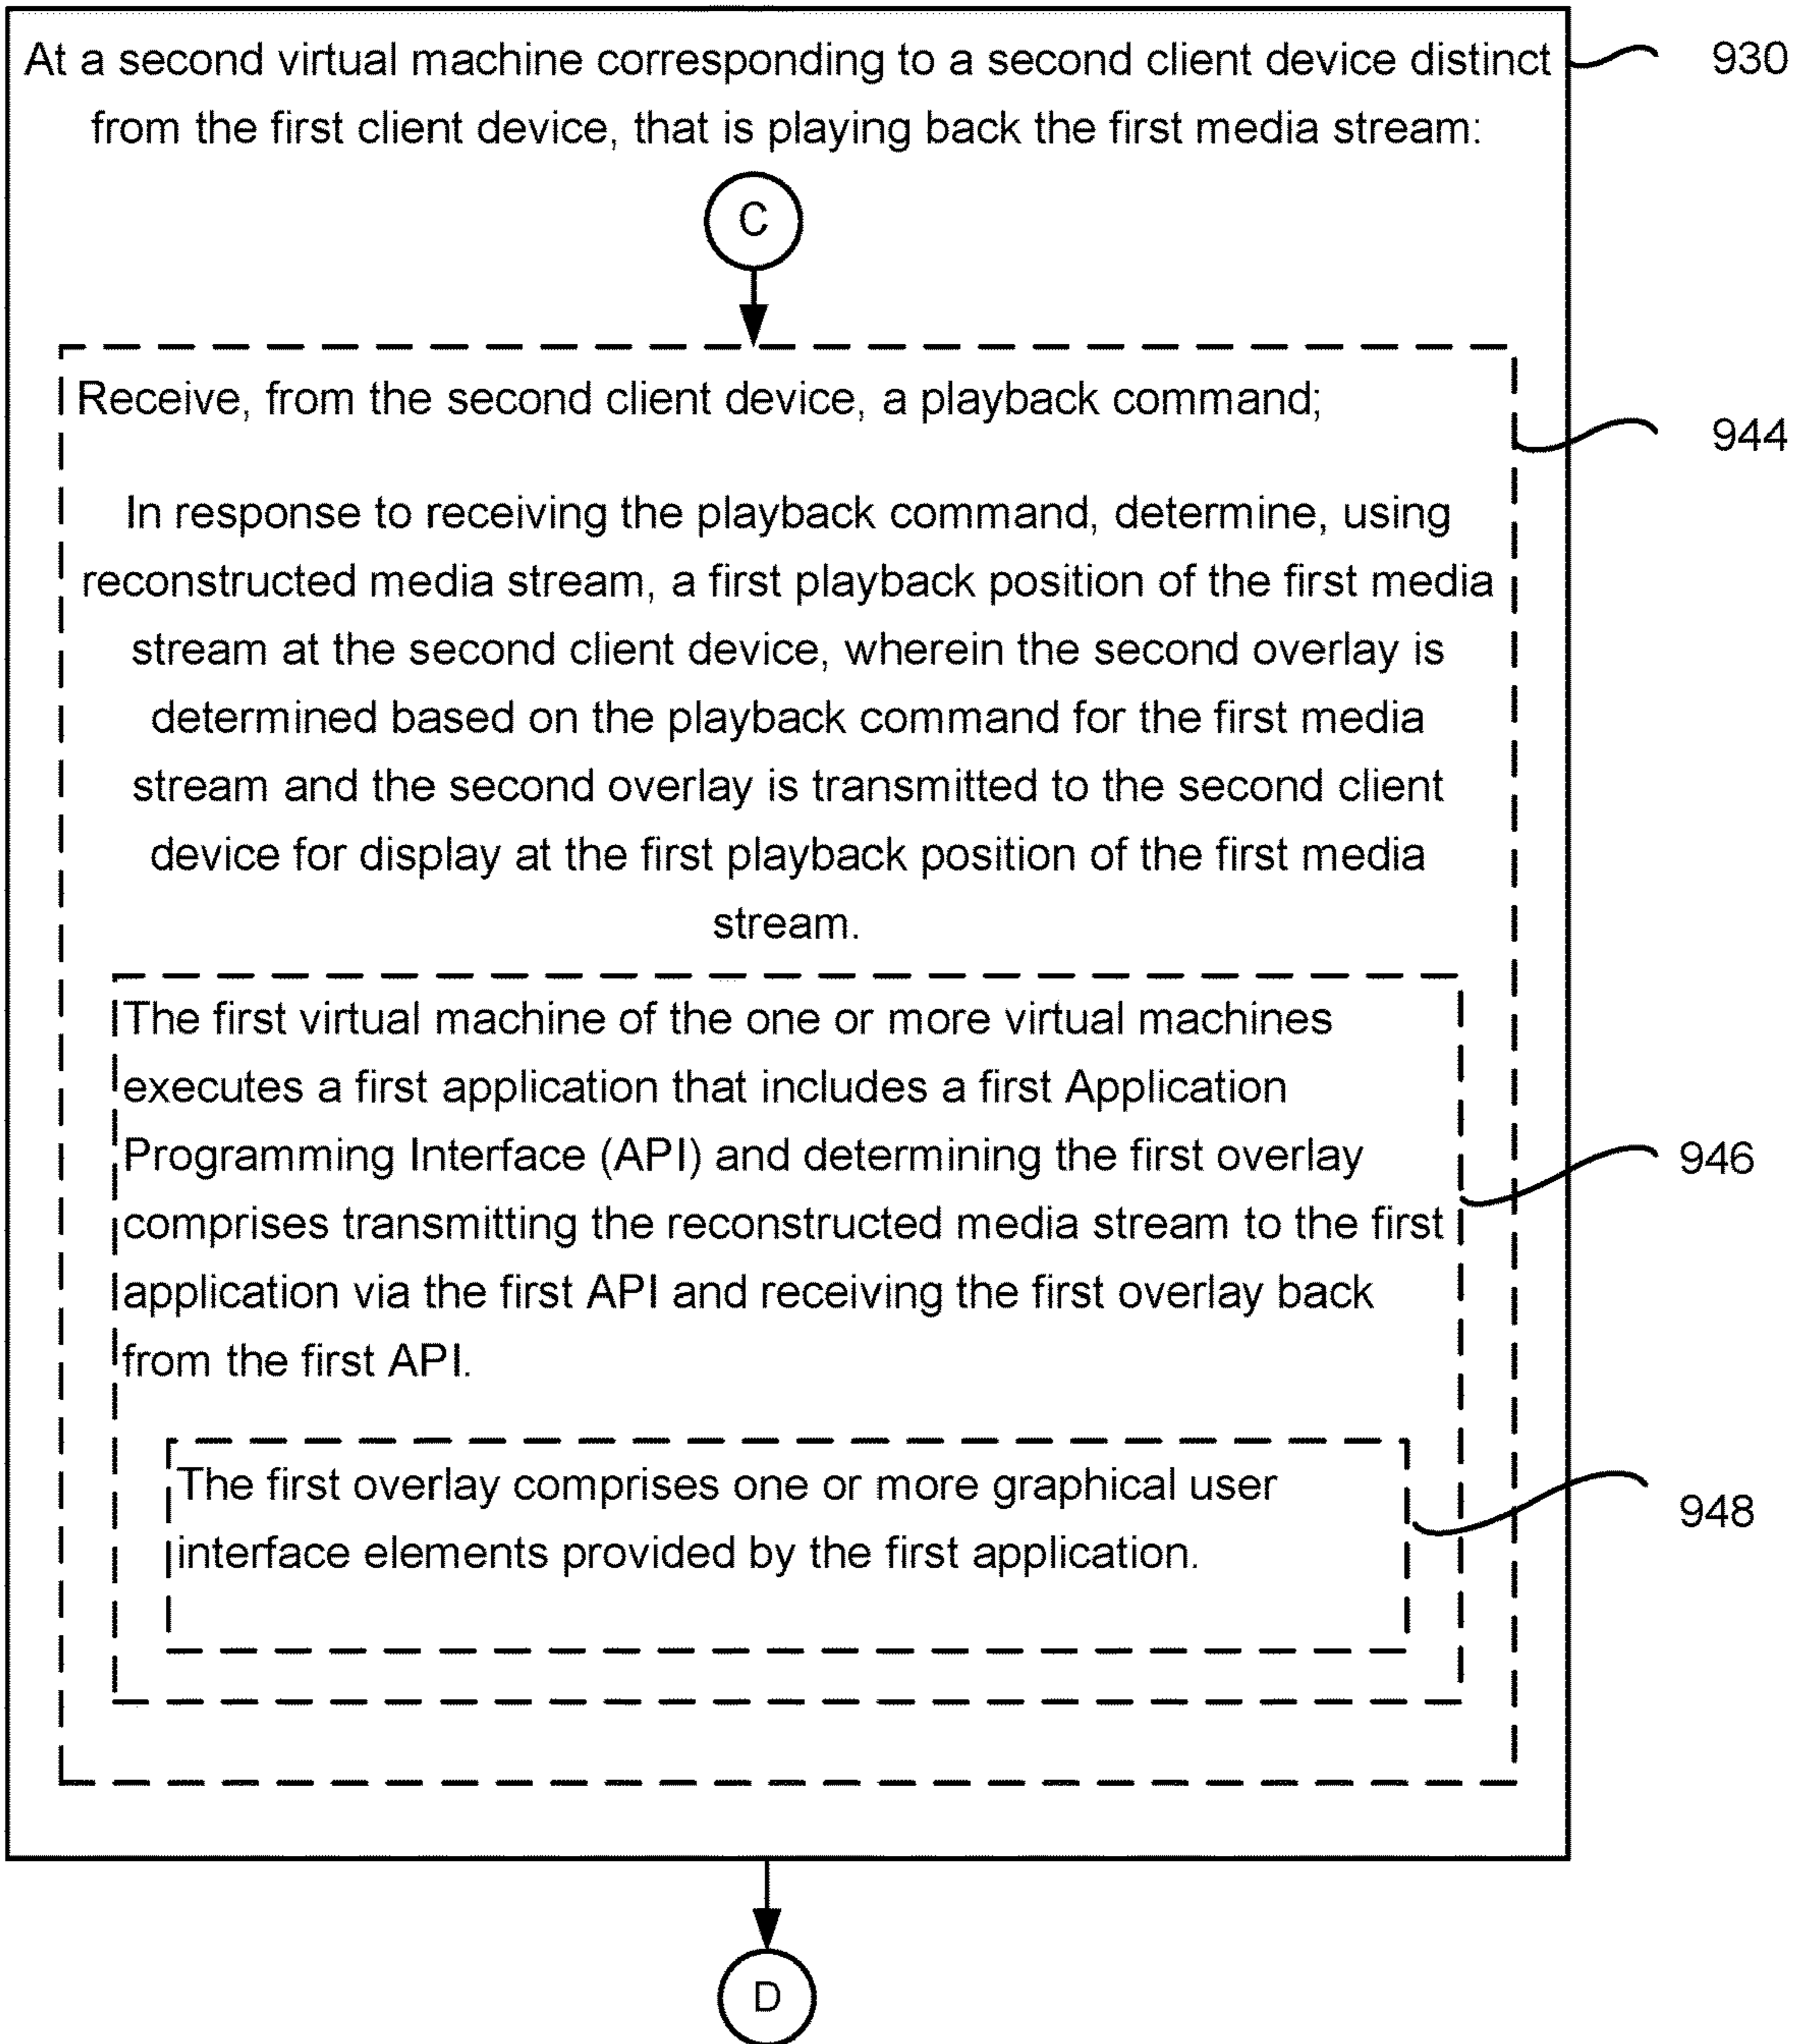 At a second virtual machine corresponding to a second client device distinct
930
from the first client device, that is playing back the first media stream:
C
Receive, from the second client device, a playback command;
944
In response to receiving the playback command, determine, using
reconstructed media stream, a first playback position of the first media
stream at the second client device, wherein the second overlay is
determined based on the playback command for the first media
stream and the second overlay is transmitted to the second client
device for display at the first playback position of the first media
stream.
The first virtual machine of the one or more virtual machines
executes a first application that includes a first Application
Programming Interface (API) and determining the first overlay
946
comprises transmitting the reconstructed media stream to the first
application via the first API and receiving the first overlay back
from the first API.
The first overlay comprises one or more graphical user
948
interface elements provided by the first application.
D